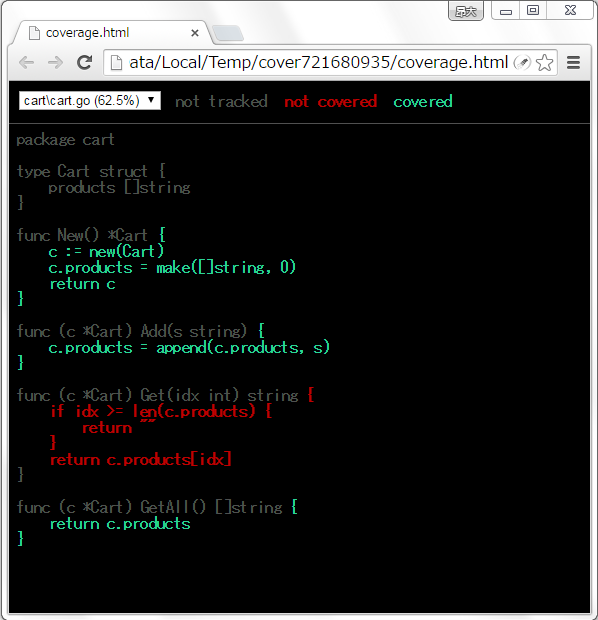 昂大
coverage.html
ata/Local/Temp/cover721680935/coverage.html
cart\cart.go (62.5%) not tracked not covered covered
package cart
type Cart struct {
    products []string
}
func New() *Cart {
    c := new(Cart)
    c.products = make([]string, 0)
    return c
}
func (c *Cart) Add(s string) {
    c.products = append(c.products, s)
}
func (c *Cart) Get(idx int) string {
    if idx >= len(c.products) {
        return ""
    }
    return c.products[idx]
}
func (c *Cart) GetAll() []string {
    return c.products
}